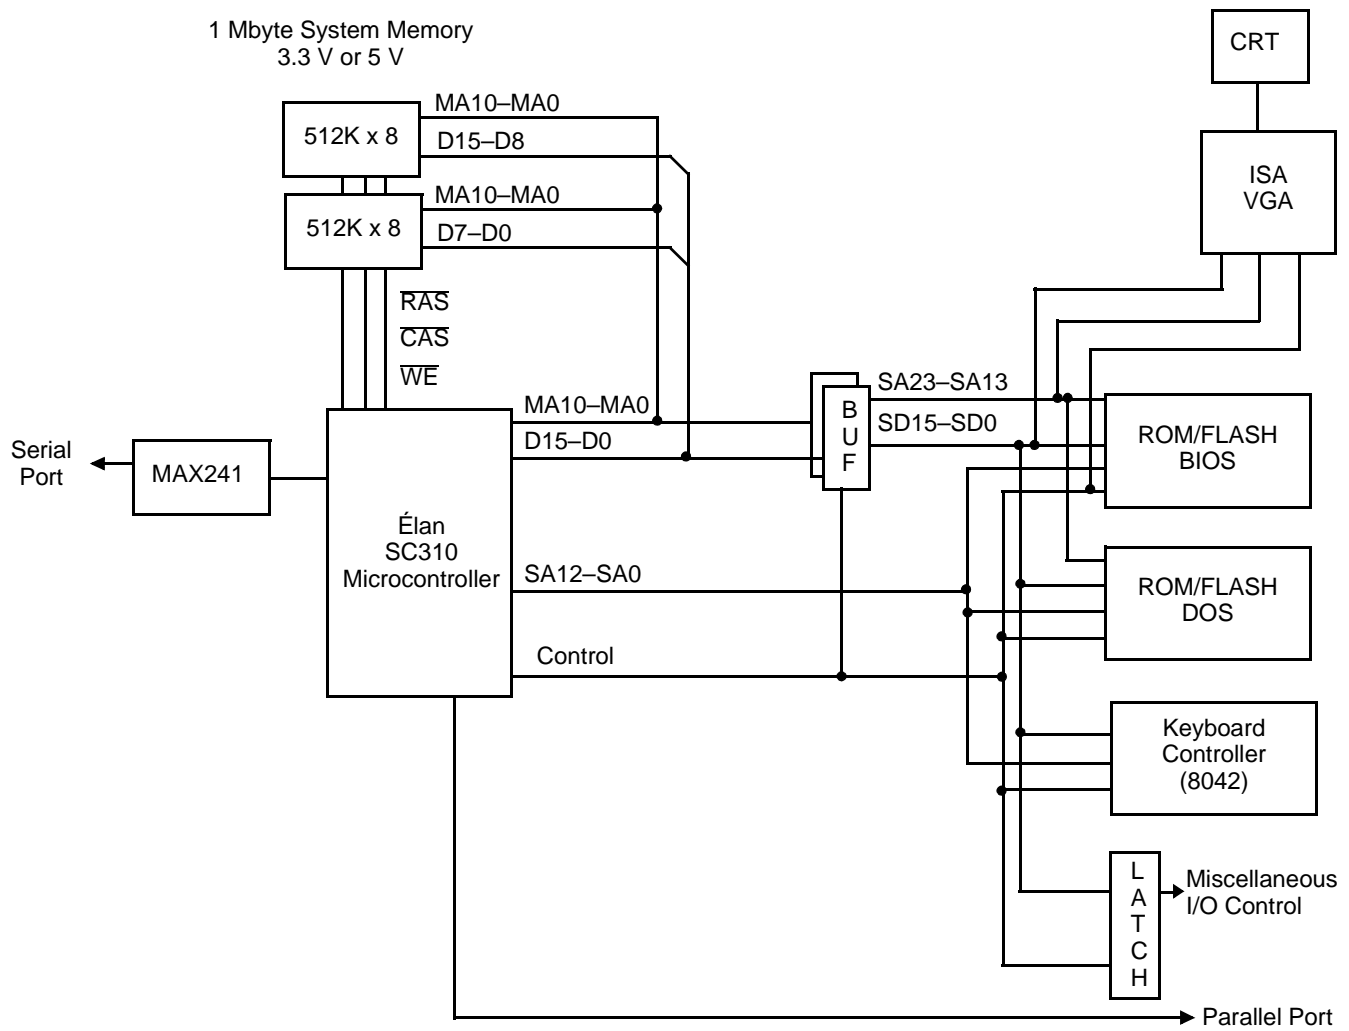 1 Mbyte System Memory
3.3 V or 5 V
CRT
MA10–MA0
512K x 8
D15–D8
ISA
VGA
MA10–MA0
512K x 8
D7–D0
RAS
CAS
WE
SA23–SA13
MA10–MA0
B
U
F
SD15–SD0
D15–D0
ROM/FLASH
BIOS
Serial
Port
MAX241
Élan
SC310
Microcontroller
SA12–SA0
ROM/FLASH
DOS
Control
Keyboard
Controller
(8042)
L
A
T
C
H
Miscellaneous
I/O Control
Parallel Port